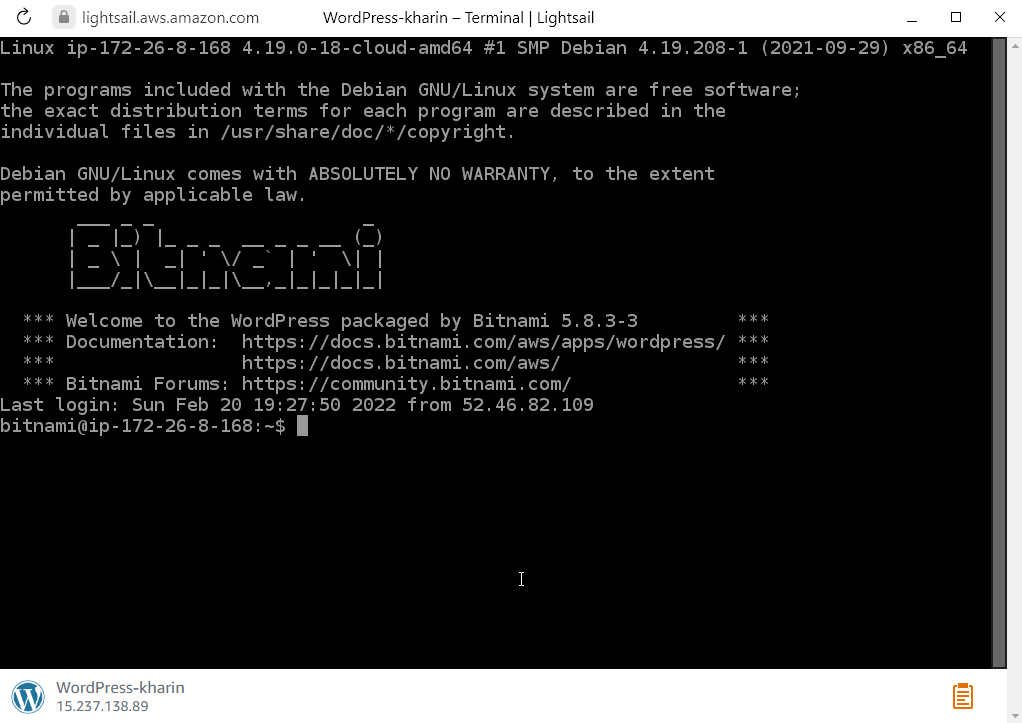 lightsail.aws.amazon.com WordPress-kharin – Terminal | Lightsail
Linux ip-172-26-8-168 4.19.0-18-cloud-amd64 #1 SMP Debian 4.19.208-1 (2021-09-29) x86_64
The programs included with the Debian GNU/Linux system are free software;
the exact distribution terms for each program are described in the
individual files in /usr/share/doc/*/copyright.
Debian GNU/Linux comes with ABSOLUTELY NO WARRANTY, to the extent
permitted by applicable law.
Bitnami
*** Welcome to the WordPress packaged by Bitnami 5.8.3-3 ***
*** Documentation: https://docs.bitnami.com/aws/apps/wordpress/ ***
*** https://docs.bitnami.com/aws/ ***
*** Bitnami Forums: https://community.bitnami.com/ ***
Last login: Sun Feb 20 19:27:50 2022 from 52.46.82.109
bitnami@ip-172-26-8-168:~$
WordPress-kharin
15.237.138.89